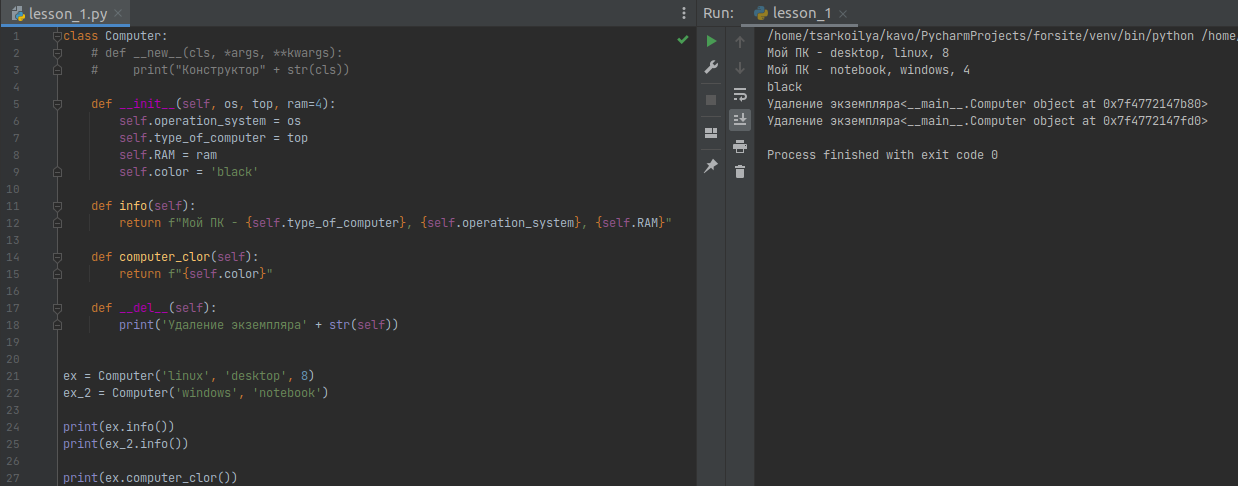 lesson_1.py
class Computer:
# def __new__(cls, *args, **kwargs):
#     print("Конструктор" + str(cls))
def __init__(self, os, top, ram=4):
self.operation_system = os
self.type_of_computer = top
self.RAM = ram
self.color = 'black'
def info(self):
return f"Мой ПК - {self.type_of_computer}, {self.operation_system}, {self.RAM}"
def computer_clor(self):
return f"{self.color}"
def __del__(self):
print('Удаление экземпляра' + str(self))
ex = Computer('linux', 'desktop', 8)
ex_2 = Computer('windows', 'notebook')
print(ex.info())
print(ex_2.info())
print(ex.computer_clor())
1
2
3
4
5
6
7
8
9
10
11
12
13
14
15
16
17
18
19
20
21
22
23
24
25
26
27
Run: lesson_1
/home/tsarkoilya/kavo/PycharmProjects/forsite/venv/bin/python /home/
Мой ПК - desktop, linux, 8
Мой ПК - notebook, windows, 4
black
Удаление экземпляра<__main__.Computer object at 0x7f4772147b80>
Удаление экземпляра<__main__.Computer object at 0x7f4772147fd0>
Process finished with exit code 0